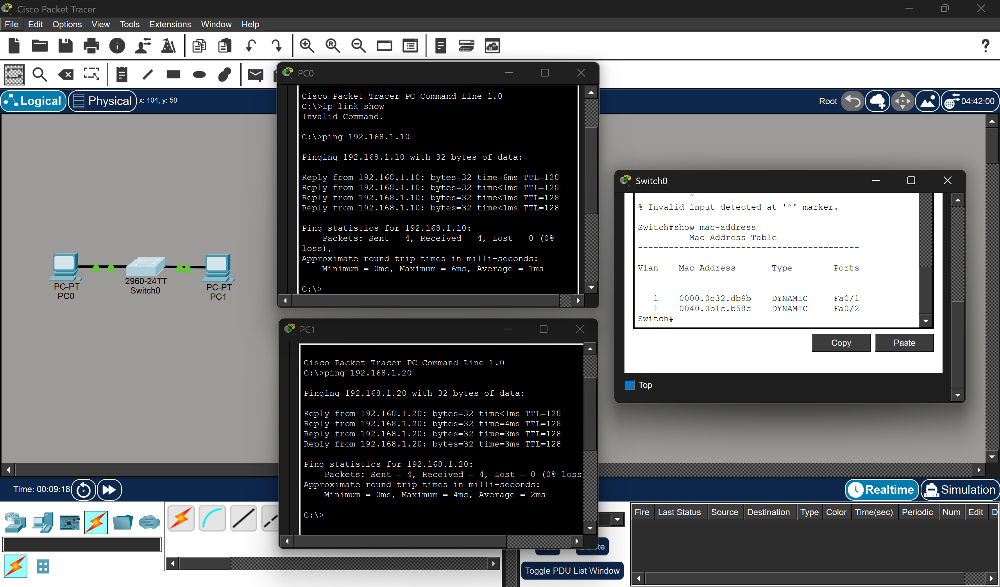 Cisco Packet Tracer
File Edit Options View Tools Extensions Window Help
Logical Physical x: 104, y: 59 Root 04:42:00
PC-PT
PC0
2960-24TT
Switch0
PC-PT
PC1
PC0
Cisco Packet Tracer PC Command Line 1.0
C:\>ip link show
Invalid Command.
C:\>ping 192.168.1.10
Pinging 192.168.1.10 with 32 bytes of data:
Reply from 192.168.1.10: bytes=32 time=6ms TTL=128
Reply from 192.168.1.10: bytes=32 time<1ms TTL=128
Reply from 192.168.1.10: bytes=32 time<1ms TTL=128
Reply from 192.168.1.10: bytes=32 time<1ms TTL=128
Ping statistics for 192.168.1.10:
Packets: Sent = 4, Received = 4, Lost = 0 (0%
loss),
Approximate round trip times in milli-seconds:
Minimum = 0ms, Maximum = 6ms, Average = 1ms
C:\>
PC1
Cisco Packet Tracer PC Command Line 1.0
C:\>ping 192.168.1.20
Pinging 192.168.1.20 with 32 bytes of data:
Reply from 192.168.1.20: bytes=32 time<1ms TTL=128
Reply from 192.168.1.20: bytes=32 time=4ms TTL=128
Reply from 192.168.1.20: bytes=32 time=3ms TTL=128
Reply from 192.168.1.20: bytes=32 time=3ms TTL=128
Ping statistics for 192.168.1.20:
Packets: Sent = 4, Received = 4, Lost = 0 (0% loss
Approximate round trip times in milli-seconds:
Minimum = 0ms, Maximum = 4ms, Average = 2ms
C:\>
Switch0
^
% Invalid input detected at '^' marker.
Switch#show mac-address
Mac Address Table
-------------------------------------------
Vlan Mac Address Type Ports
---- ----------- -------- -----
1 0000.0c32.db9b DYNAMIC Fa0/1
1 0040.0b1c.b58c DYNAMIC Fa0/2
Switch#
Copy Paste
Top
Time: 00:09:18 Realtime Simulation
Fire Last Status Source Destination Type Color Time(sec) Periodic Num Edit D
Toggle PDU List Window